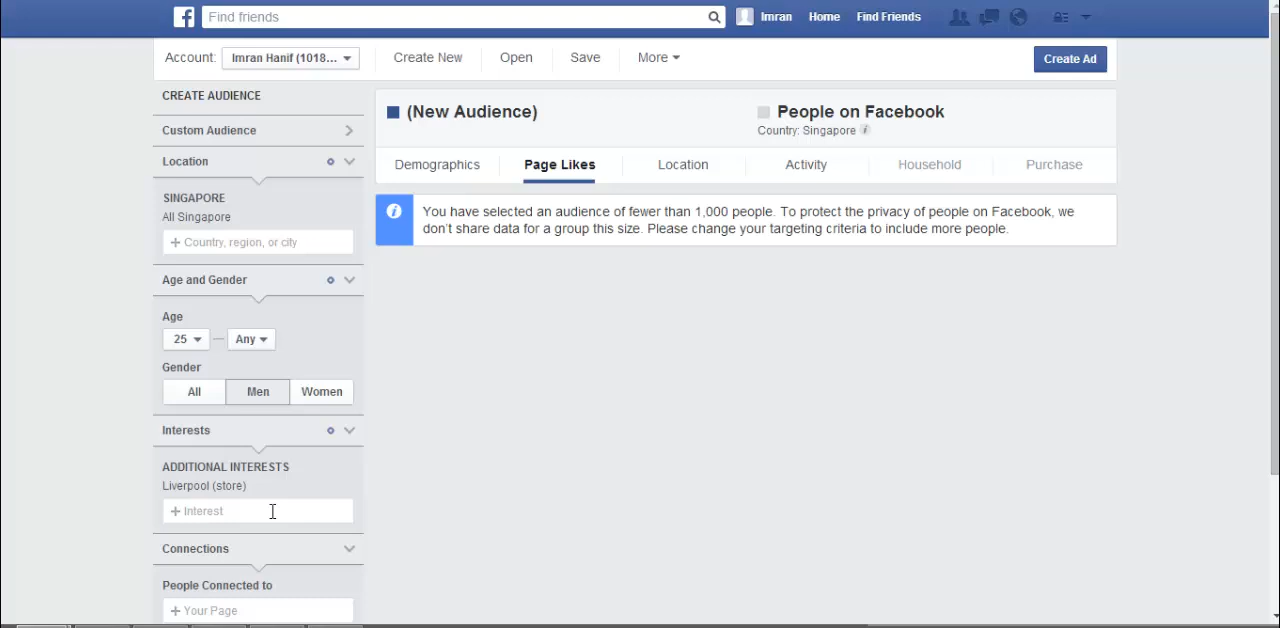 f Find friends Imran Home Find Friends
Account: Imran Hanif (1018... Create New Open Save More Create Ad
CREATE AUDIENCE
Custom Audience
Location
SINGAPORE
All Singapore
+ Country, region, or city
Age and Gender
Age
25 — Any
Gender
All Men Women
Interests
ADDITIONAL INTERESTS
Liverpool (store)
+ Interest
Connections
People Connected to
+ Your Page
(New Audience)
People on Facebook
Country: Singapore i
Demographics Page Likes Location Activity Household Purchase
You have selected an audience of fewer than 1,000 people. To protect the privacy of people on Facebook, we
don't share data for a group this size. Please change your targeting criteria to include more people.